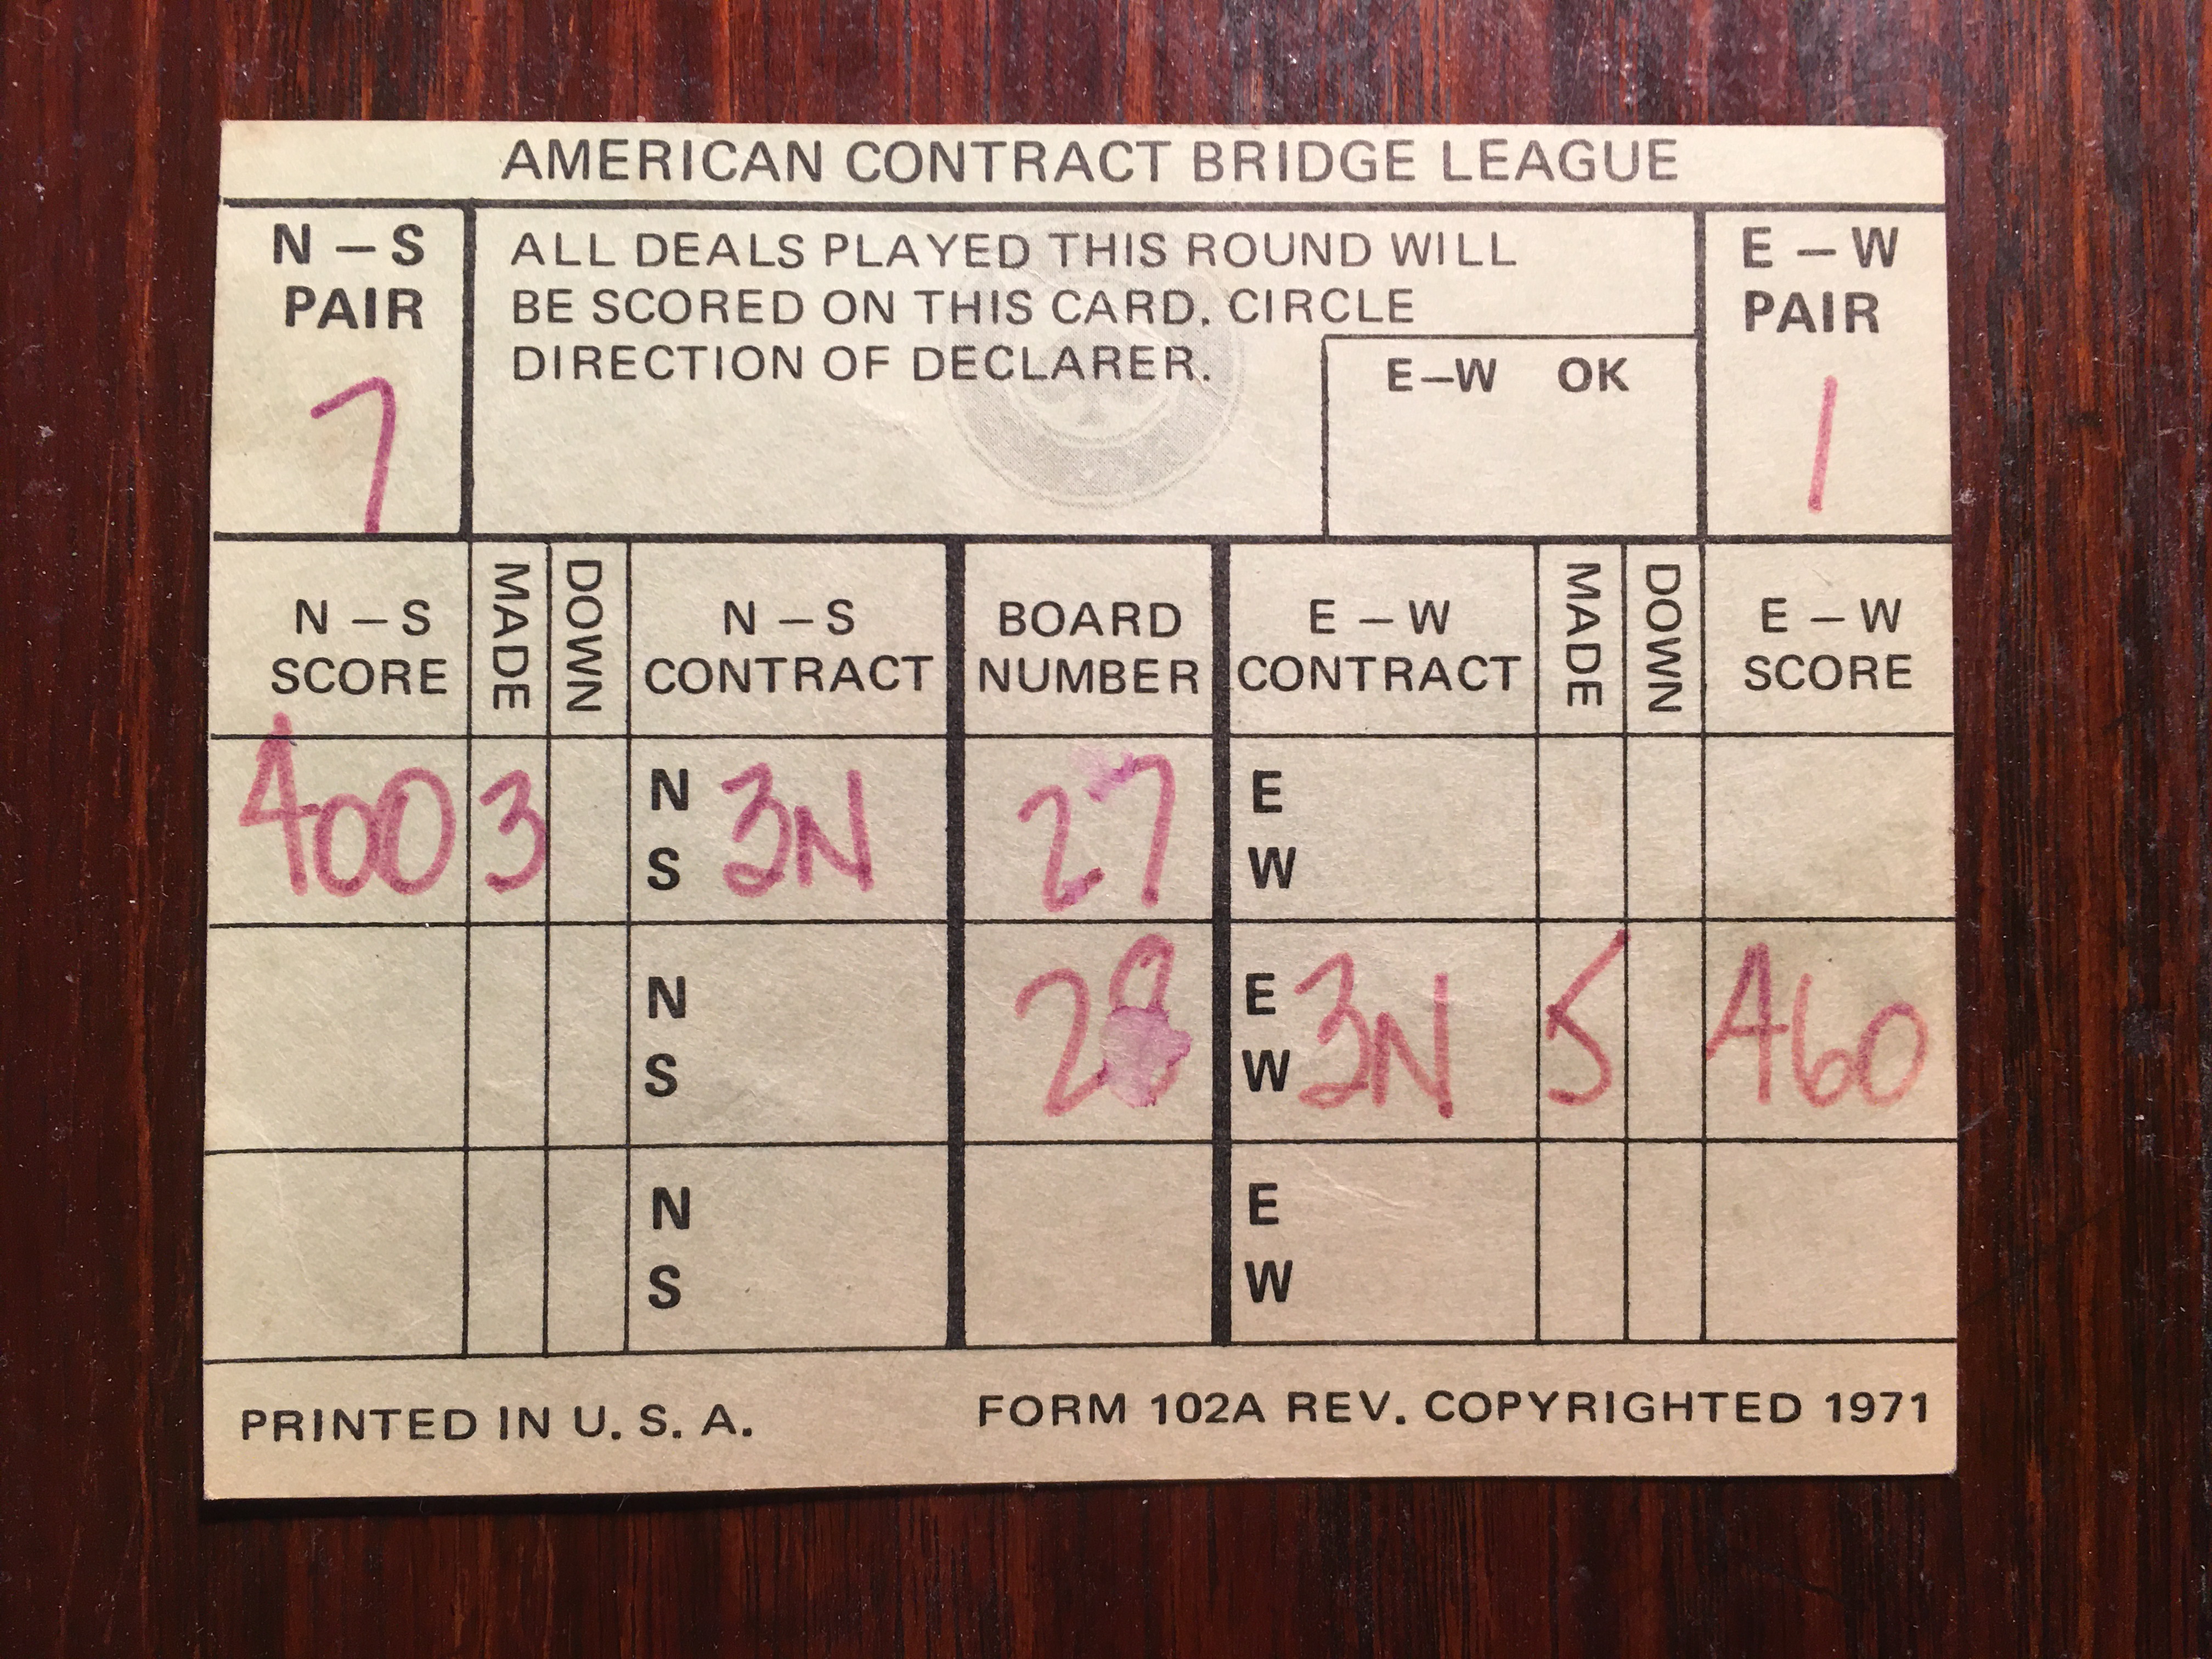 AMERICAN CONTRACT BRIDGE LEAGUE
N – S
PAIR
7
ALL DEALS PLAYED THIS ROUND WILL
BE SCORED ON THIS CARD. CIRCLE
DIRECTION OF DECLARER.
E–W OK
E – W
PAIR
1
N – S
SCORE
MADE
DOWN
N – S
CONTRACT
BOARD
NUMBER
E – W
CONTRACT
MADE
DOWN
E – W
SCORE
400 3 N S 3N 27 E W
N S 28 E W 3N 5 460
N S E W
PRINTED IN U. S. A. FORM 102A REV. COPYRIGHTED 1971